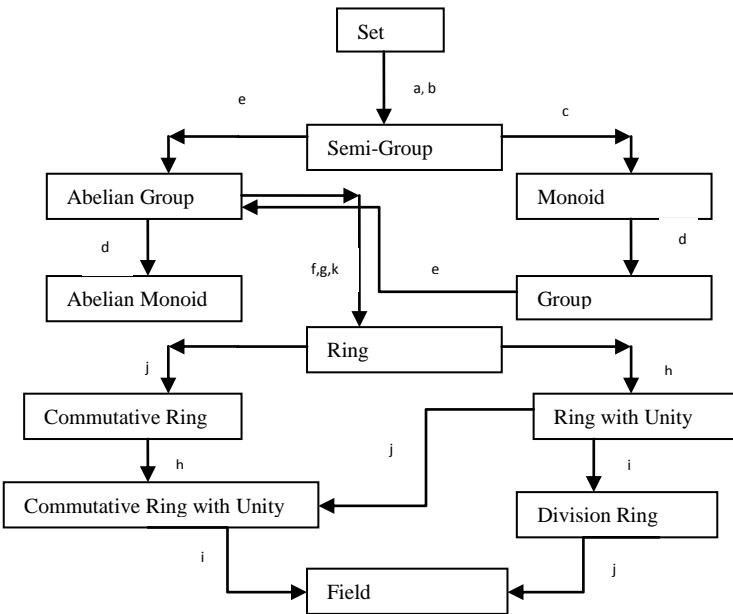 Set
a, b
e
c
Semi-Group
Abelian Group
Monoid
d
d
f,g,k
e
Abelian Monoid
Group
Ring
j
h
Commutative Ring
Ring with Unity
j
h
i
Commutative Ring with Unity
Division Ring
i
j
Field